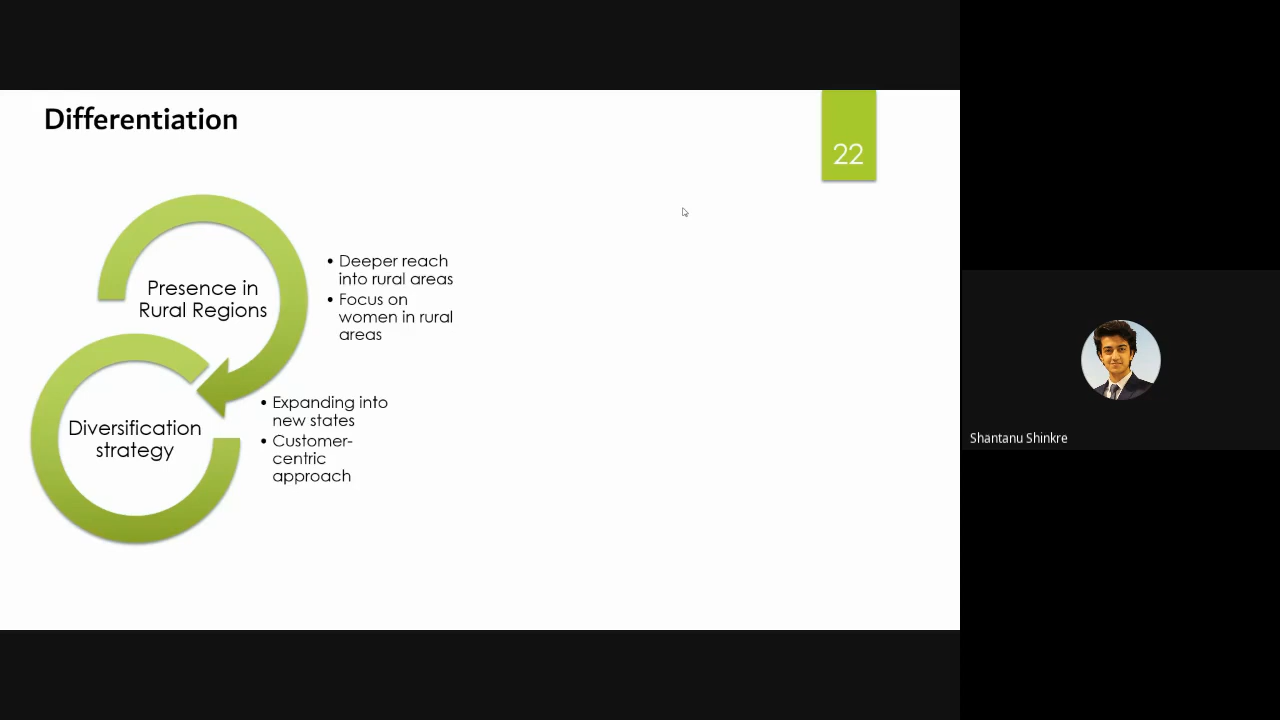 Differentiation
22
Presence in
Rural Regions
• Deeper reach
into rural areas
• Focus on
women in rural
areas
Diversification
strategy
• Expanding into
new states
• Customer-
centric
approach
Shantanu Shinkre